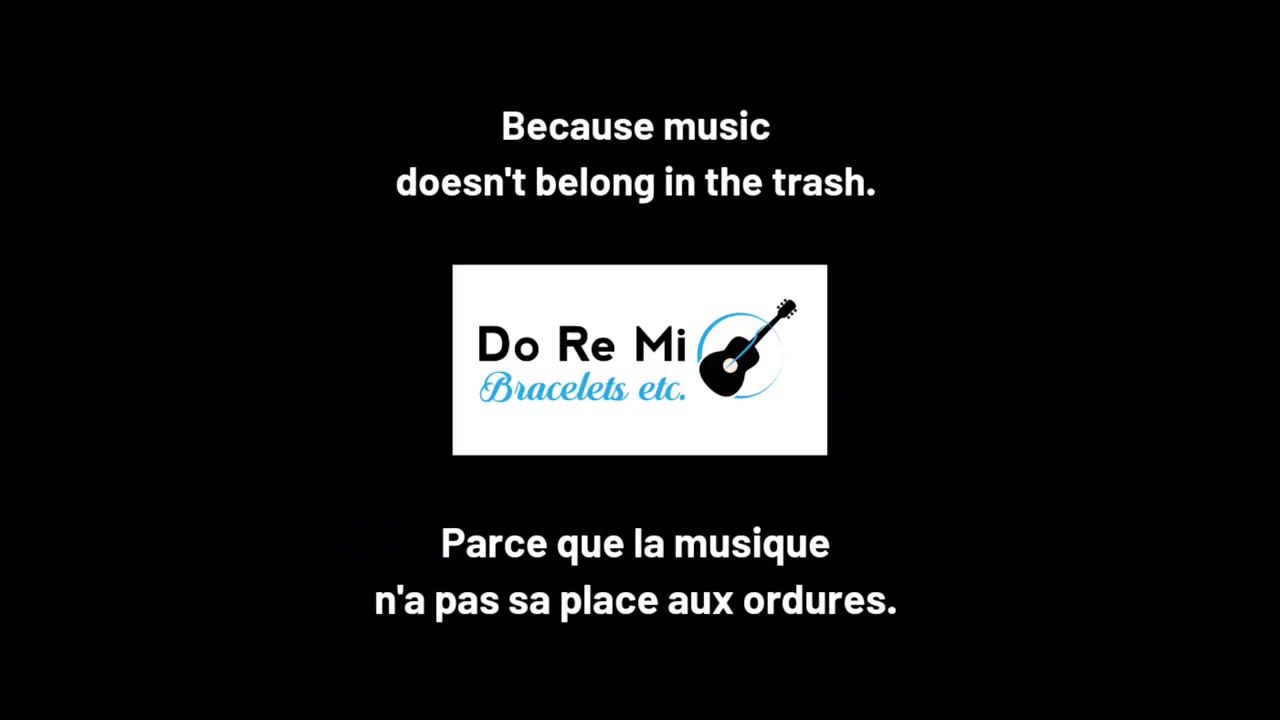 Because music
doesn't belong in the trash.
Do Re Mi
Bracelets etc.
Parce que la musique
n'a pas sa place aux ordures.